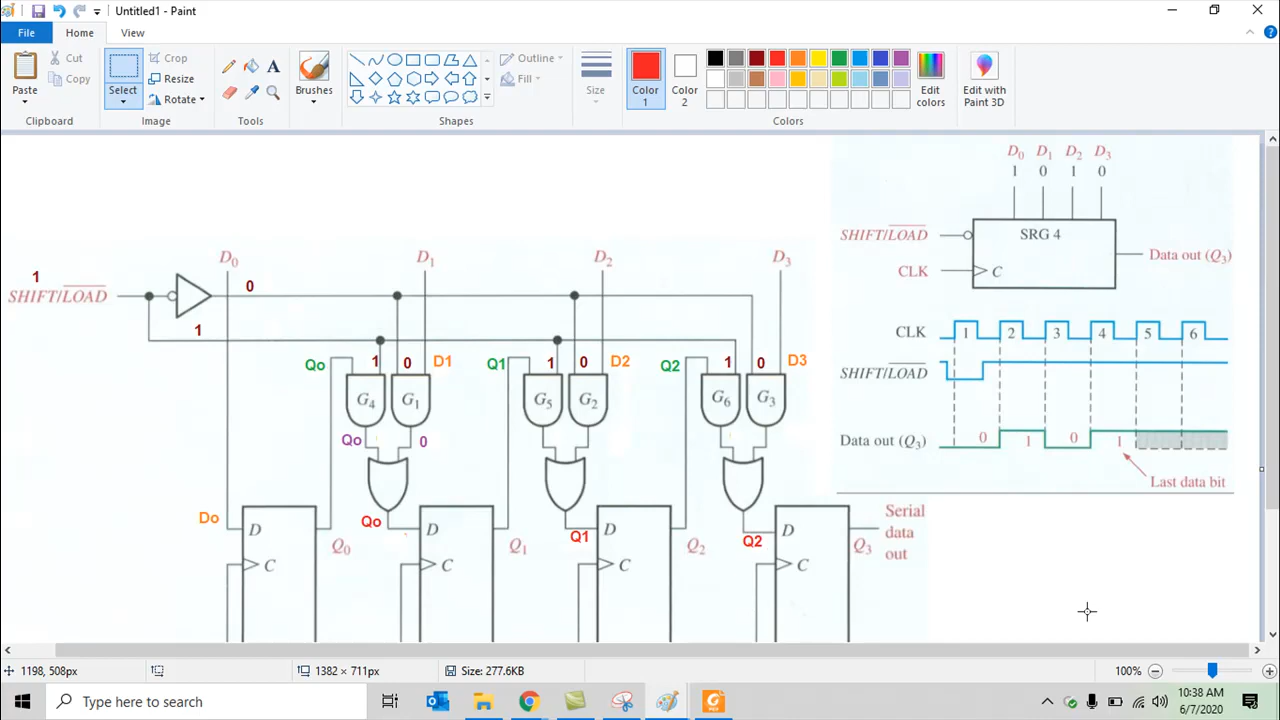 Untitled1 - Paint
File
Home
View
Paste
Cut
Copy
Clipboard
Select
Crop
Resize
Rotate
Image
A
Tools
Brushes
Outline
Fill
Shapes
Size
Color 1
Color 2
Edit colors
Edit with Paint 3D
Colors
D0 D1 D2 D3
1 0 1 0
SHIFT/LOAD
SRG 4
CLK
C
Data out (Q3)
CLK
1 2 3 4 5 6
SHIFT/LOAD
Data out (Q3)
0 1 0 1
Last data bit
D0 D1 D2 D3
1
SHIFT/LOAD
0
1
Qo 1 0 D1
Q1 1 0 D2
Q2 1 0 D3
G4 G1 G5 G2 G6 G3
Qo 0
Do
Qo
Q1
Q2
D D D D
C C C C
Q0 Q1 Q2 Q3
Serial
data
out
1198, 508px
1382 × 711px
Size: 277.6KB
100%
Type here to search
10:38 AM
6/7/2020